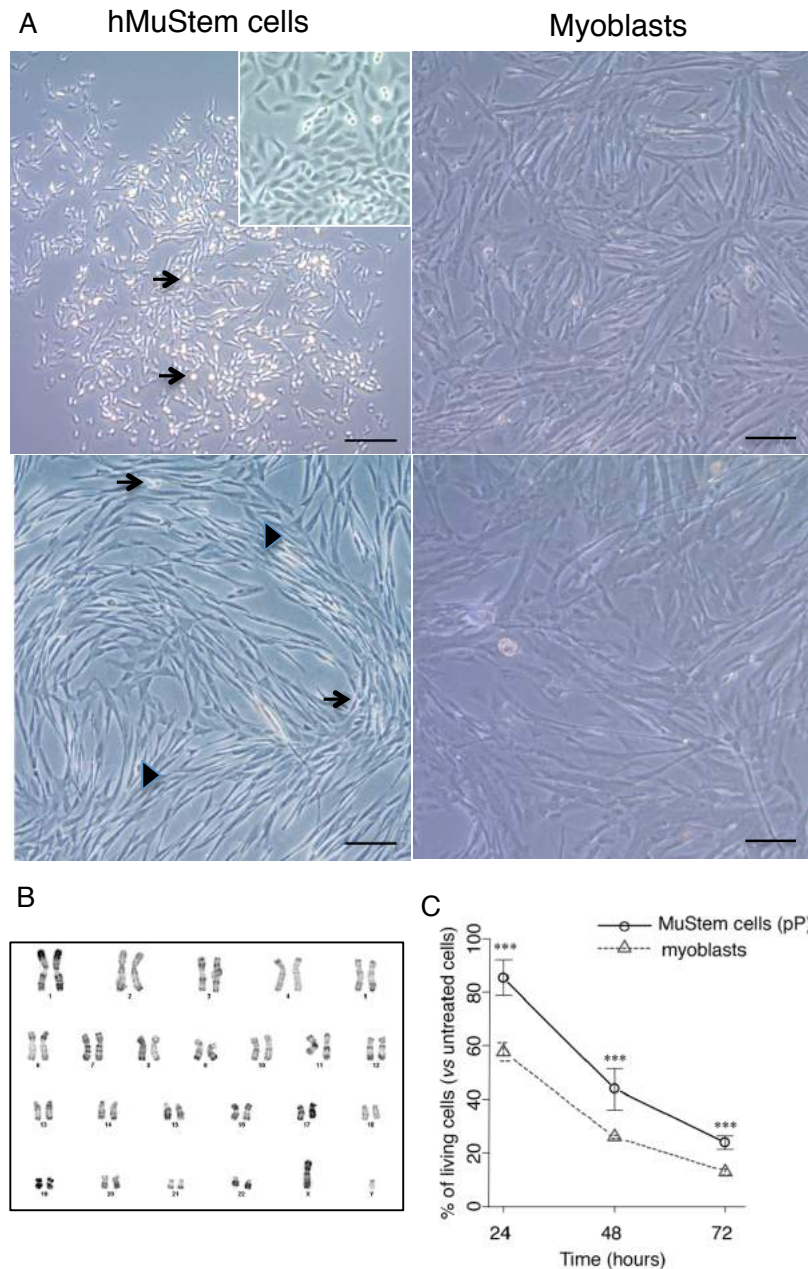 A
hMuStem cells
Myoblasts
B
1 2 3 4 5
6 7 8 9 10 11 12
13 14 15 16 17 18
19 20 21 22 X Y
C
MuStem cells (pP)
myoblasts
% of living cells (vs untreated cells)
100
80
60
40
20
0
***
***
***
24 48 72
Time (hours)